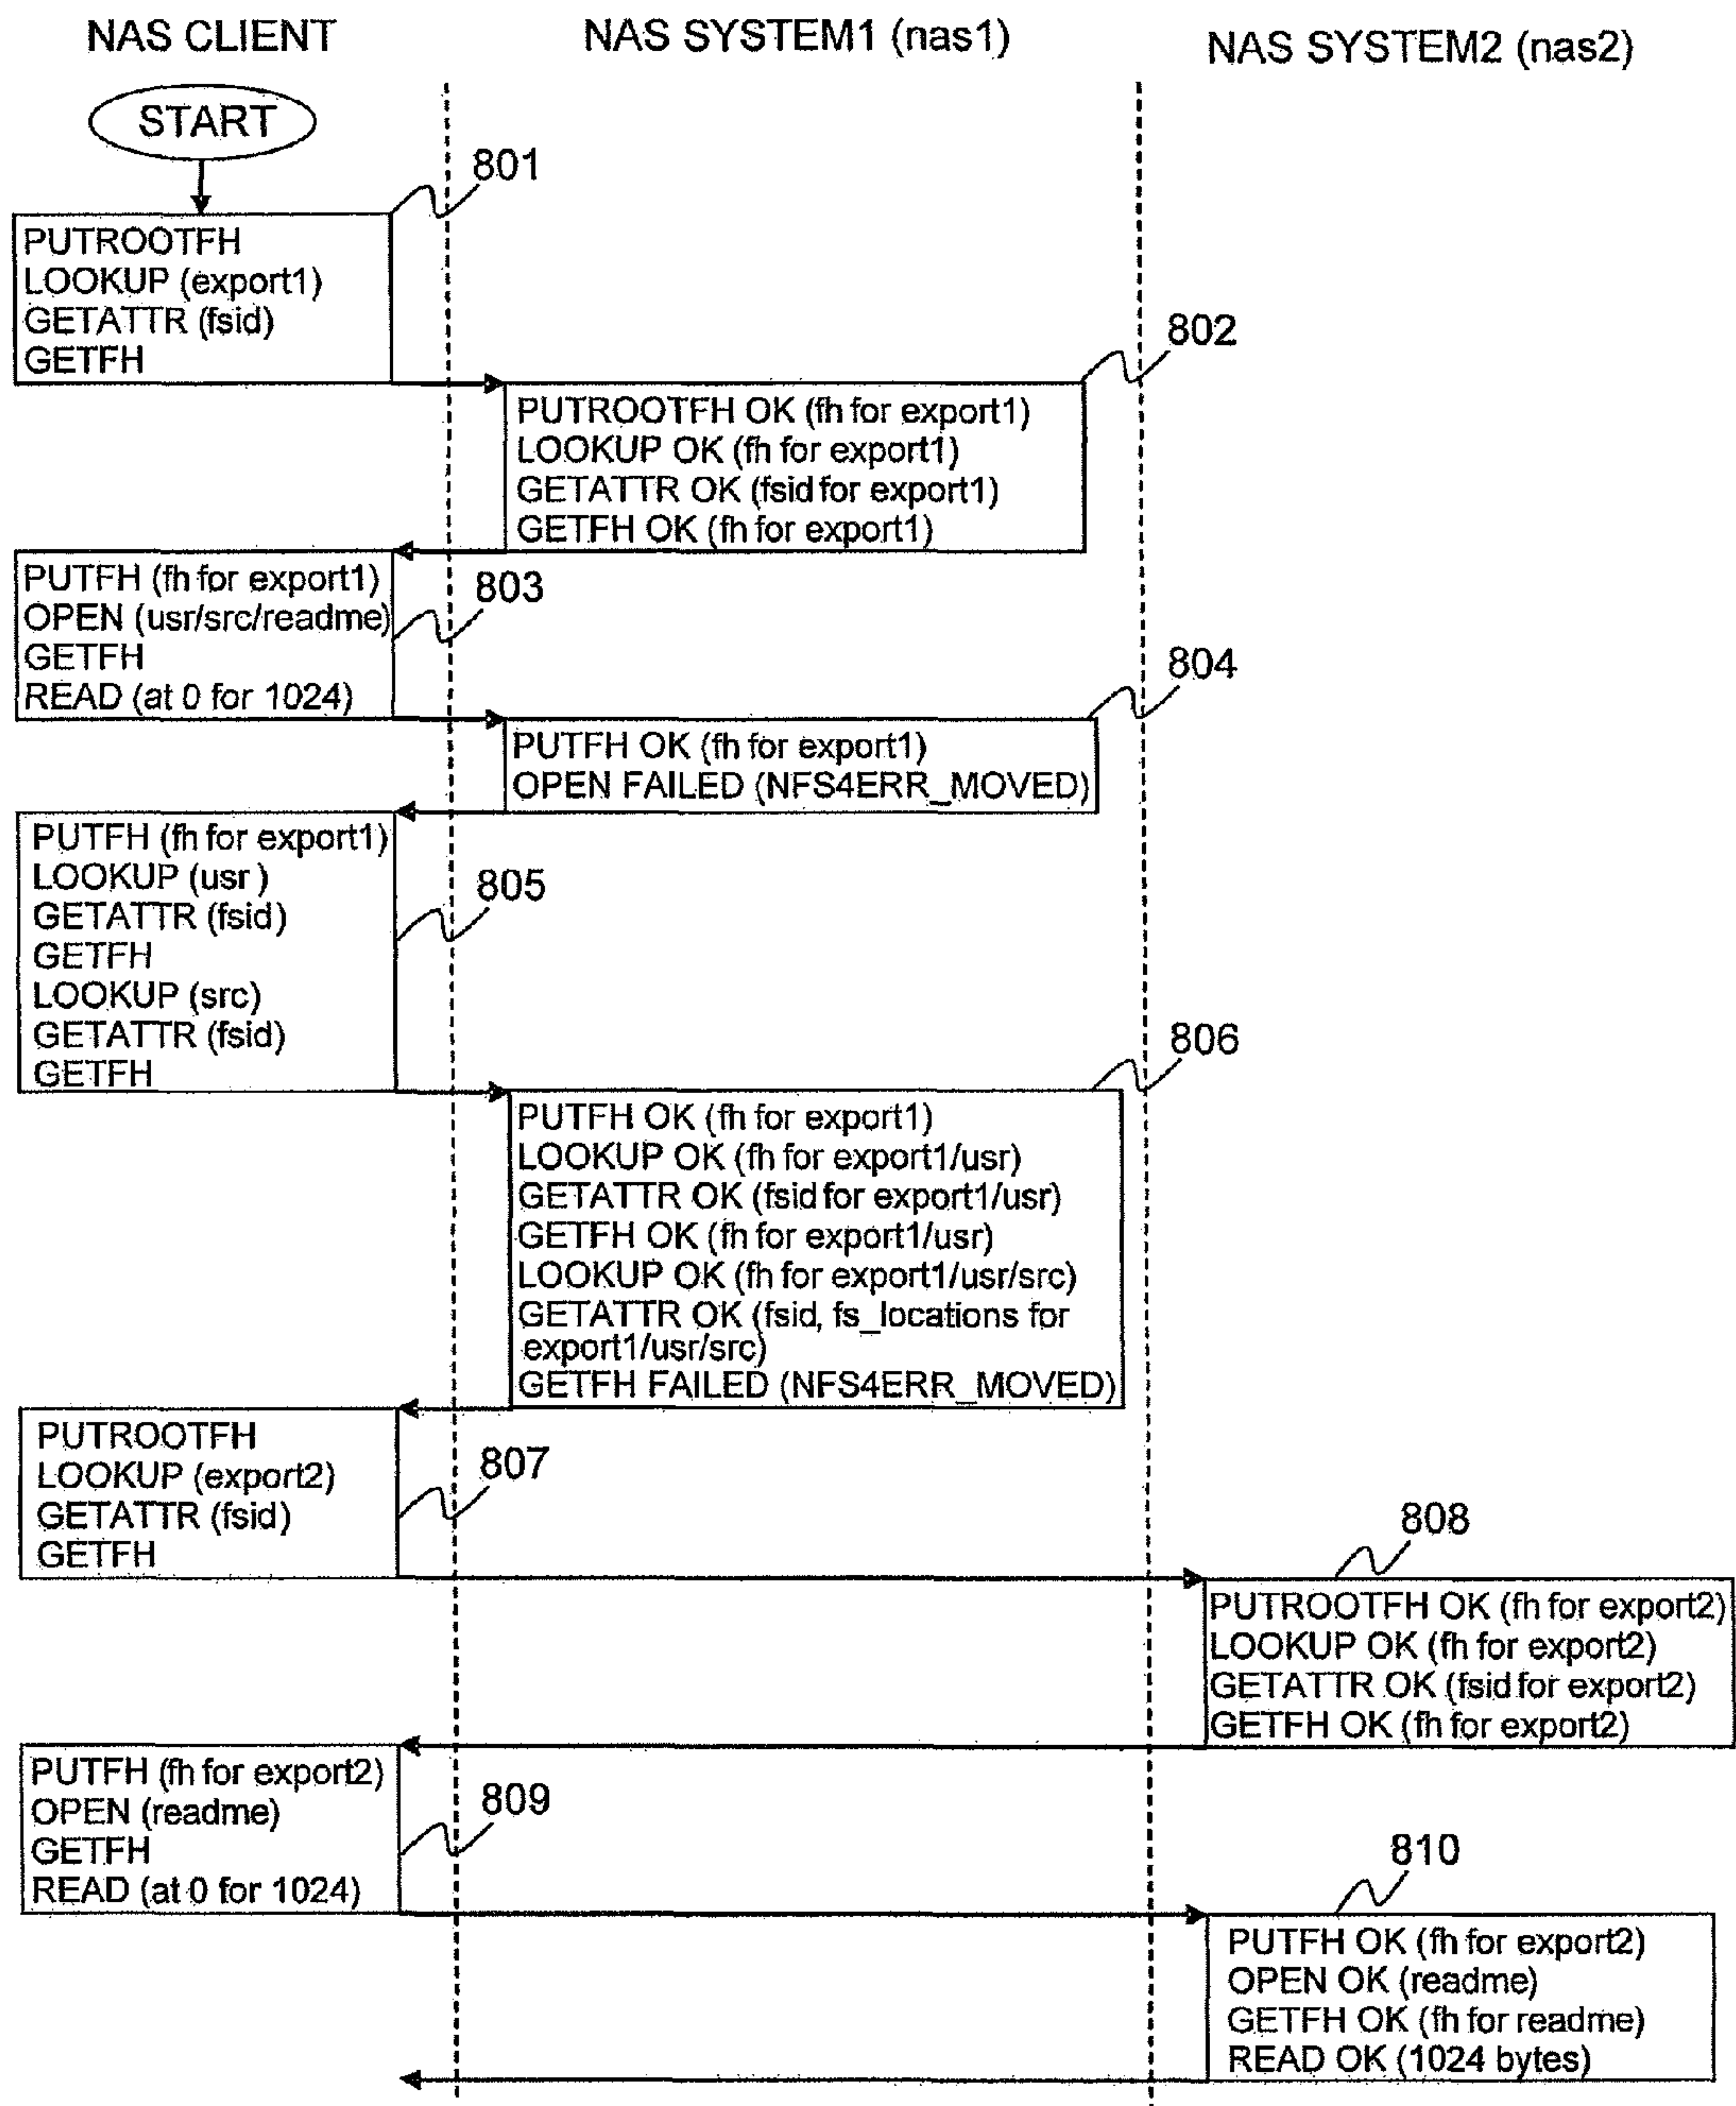 NAS CLIENT
NAS SYSTEM1 (nas1)
NAS SYSTEM2 (nas2)
START
801
PUTROOTFH
LOOKUP (export1)
GETATTR (fsid)
GETFH
802
PUTROOTFH OK (fh for export1)
LOOKUP OK (fh for export1)
GETATTR OK (fsid for export1)
GETFH OK (fh for export1)
803
PUTFH (fh for export1)
OPEN (usr/src/readme)
GETFH
READ (at 0 for 1024)
804
PUTFH OK (fh for export1)
OPEN FAILED (NFS4ERR_MOVED)
805
PUTFH (fh for export1)
LOOKUP (usr)
GETATTR (fsid)
GETFH
LOOKUP (src)
GETATTR (fsid)
GETFH
806
PUTFH OK (fh for export1)
LOOKUP OK (fh for export1/usr)
GETATTR OK (fsid for export1/usr)
GETFH OK (fh for export1/usr)
LOOKUP OK (fh for export1/usr/src)
GETATTR OK (fsid, fs_locations for
export1/usr/src)
GETFH FAILED (NFS4ERR_MOVED)
807
PUTROOTFH
LOOKUP (export2)
GETATTR (fsid)
GETFH
808
PUTROOTFH OK (fh for export2)
LOOKUP OK (fh for export2)
GETATTR OK (fsid for export2)
GETFH OK (fh for export2)
809
PUTFH (fh for export2)
OPEN (readme)
GETFH
READ (at 0 for 1024)
810
PUTFH OK (fh for export2)
OPEN OK (readme)
GETFH OK (fh for readme)
READ OK (1024 bytes)